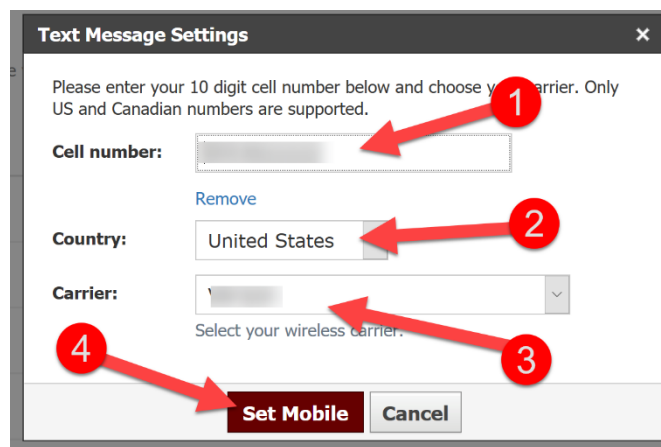 Text Message Settings ×
Please enter your 10 digit cell number below and choose y arrier. Only
US and Canadian numbers are supported.
1
Cell number:
Remove
2
Country: United States
Carrier:
Select your wireless carrier.
3
4
Set Mobile Cancel